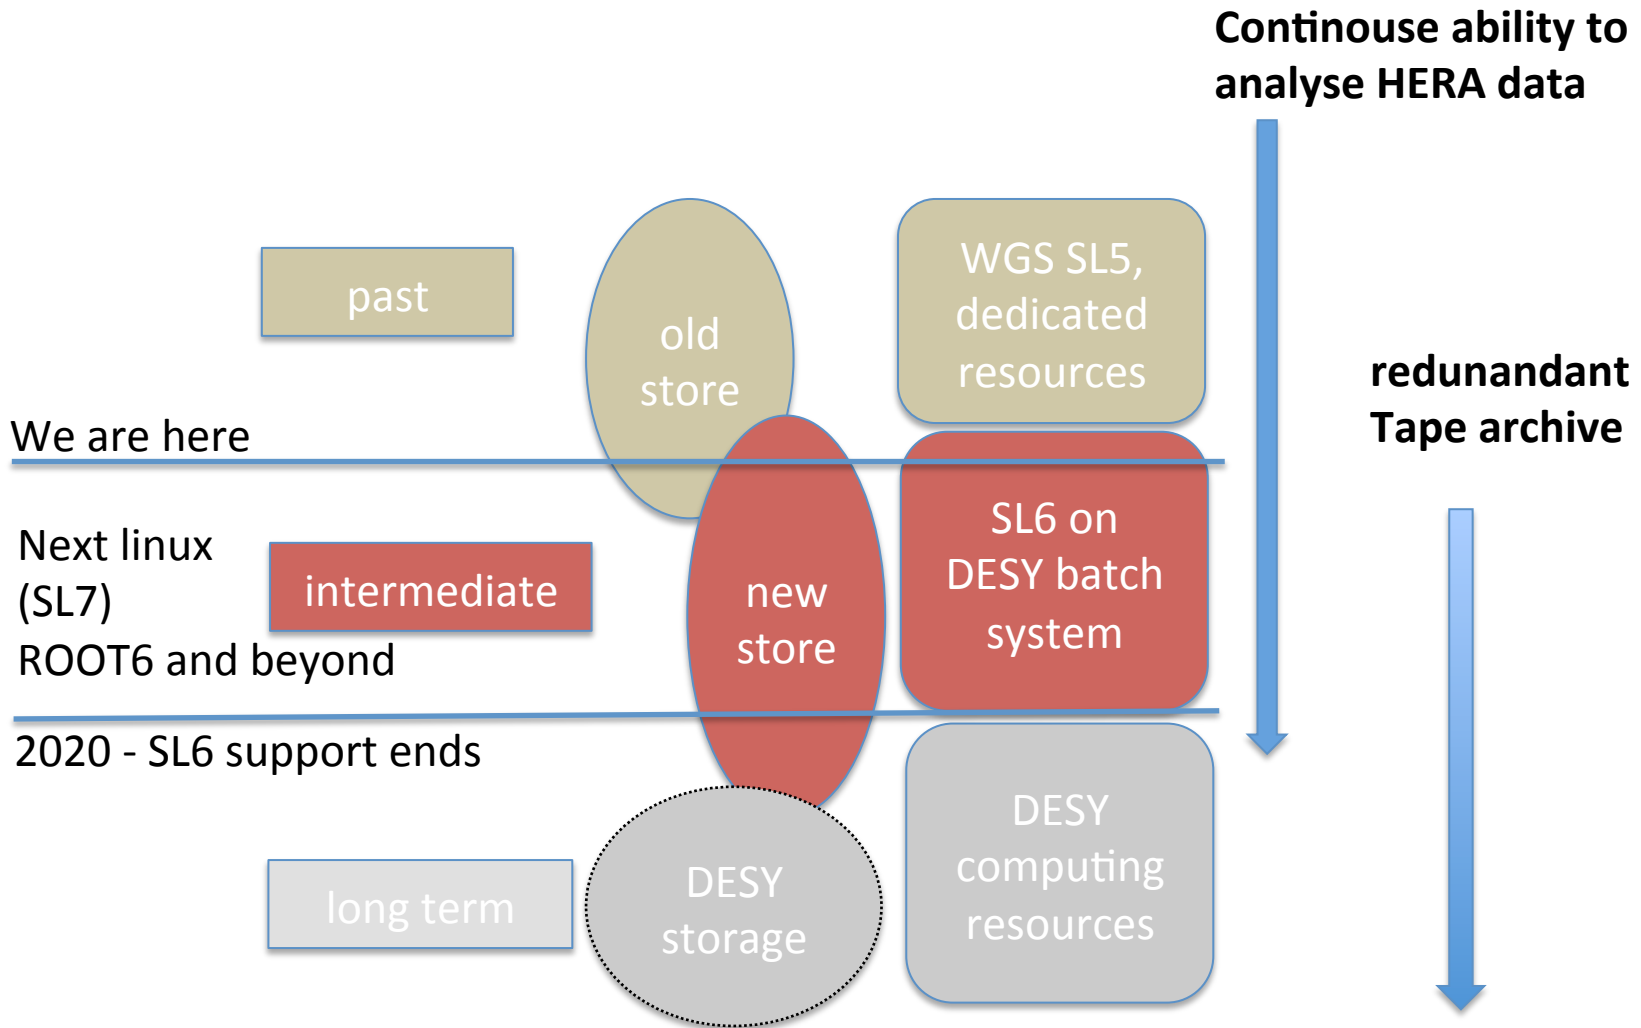 Continouse ability to
analyse HERA data
past
old
store
WGS SL5,
dedicated
resources
redunandant
Tape archive
We are here
Next linux
(SL7)
ROOT6 and beyond
intermediate
new
store
SL6 on
DESY batch
system
2020 - SL6 support ends
long term
DESY
storage
DESY
computing
resources